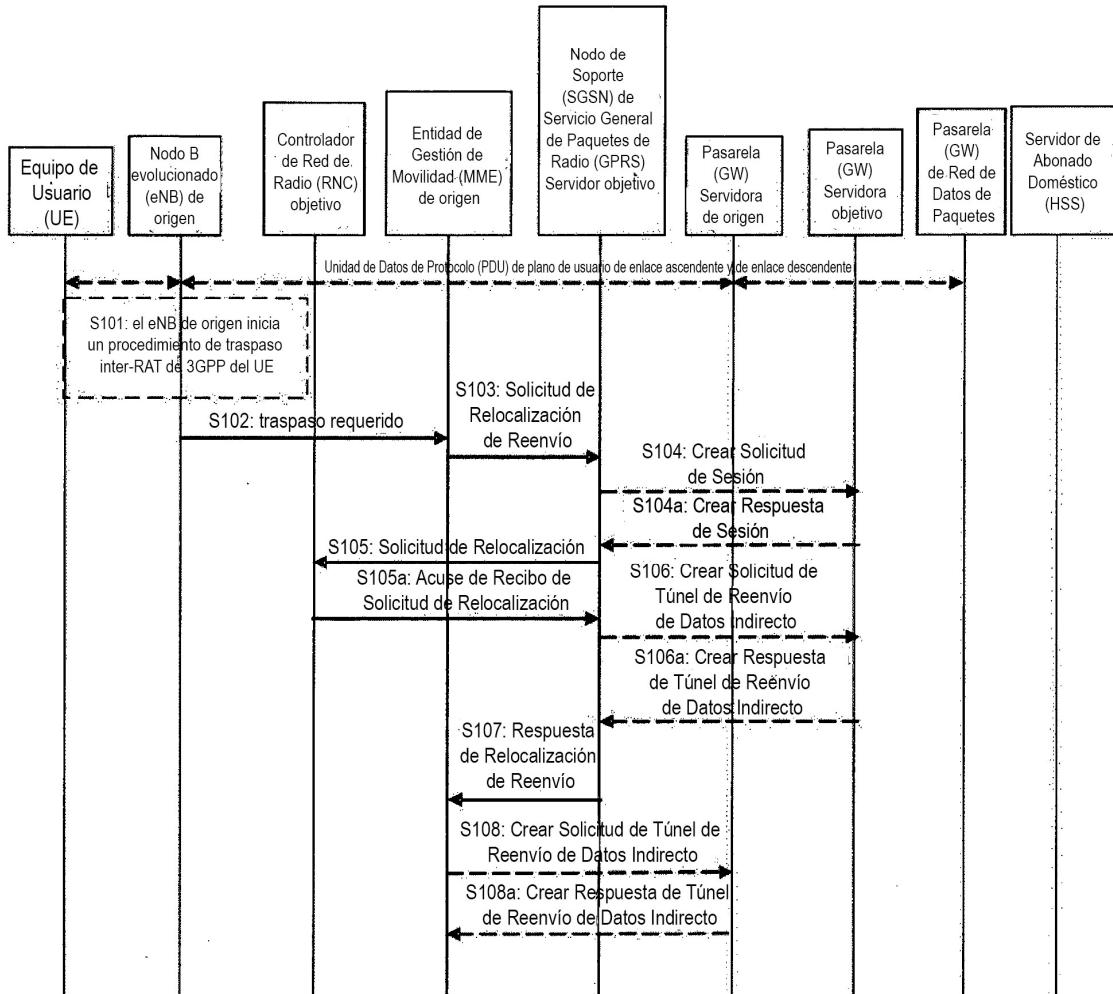 Equipo de
Usuario
(UE)
Nodo B
evolucionado
(eNB) de
origen
Controlador
de Red de
Radio (RNC)
objetivo
Entidad de
Gestión de
Movilidad (MME)
de origen
Nodo de
Soporte
(SGSN) de
Servicio General
de Paquetes de
Radio (GPRS)
Servidor objetivo
Pasarela
(GW)
Servidora
de origen
Pasarela
(GW)
Servidora
objetivo
Pasarela
(GW)
de Red de
Datos de
Paquetes
Servidor de
Abonado
Doméstico
(HSS)
Unidad de Datos de Protocolo (PDU) de plano de usuario de enlace ascendente y de enlace descendente
S101: el eNB de origen inicia
un procedimiento de traspaso
inter-RAT de 3GPP del UE
S102: traspaso requerido
S103: Solicitud de
Relocalización
de Reenvío
S104: Crear Solicitud
de Sesión
S104a: Crear Respuesta
de Sesión
S105: Solicitud de Relocalización
S105a: Acuse de Recibo de
Solicitud de Relocalización
S106: Crear Solicitud de
Túnel de Reenvío
de Datos Indirecto
S106a: Crear Respuesta
de Túnel de Reenvío
de Datos Indirecto
S107: Respuesta
de Relocalización
de Reenvío
S108: Crear Solicitud de Túnel de
Reenvío de Datos Indirecto
S108a: Crear Respuesta de Túnel
de Reenvío de Datos Indirecto